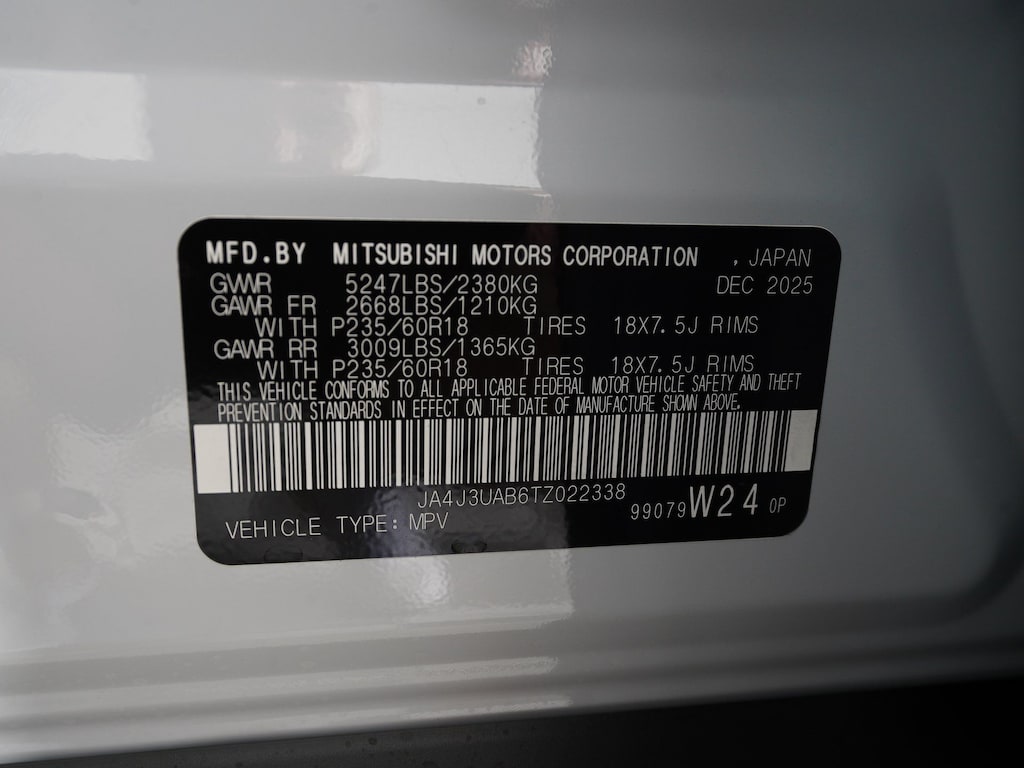 MFD.BY MITSUBISHI MOTORS CORPORATION , JAPAN
GVWR 5247LBS/2380KG DEC 2025
GAWR FR 2668LBS/1210KG
WITH P235/60R18 TIRES 18X7.5J RIMS
GAWR RR 3009LBS/1365KG
WITH P235/60R18 TIRES 18X7.5J RIMS
THIS VEHICLE CONFORMS TO ALL APPLICABLE FEDERAL MOTOR VEHICLE SAFETY AND THEFT
PREVENTION STANDARDS IN EFFECT ON THE DATE OF MANUFACTURE SHOWN ABOVE.
JA4J3UAB6TZ022338
VEHICLE TYPE: MPV 99079 W24 0P